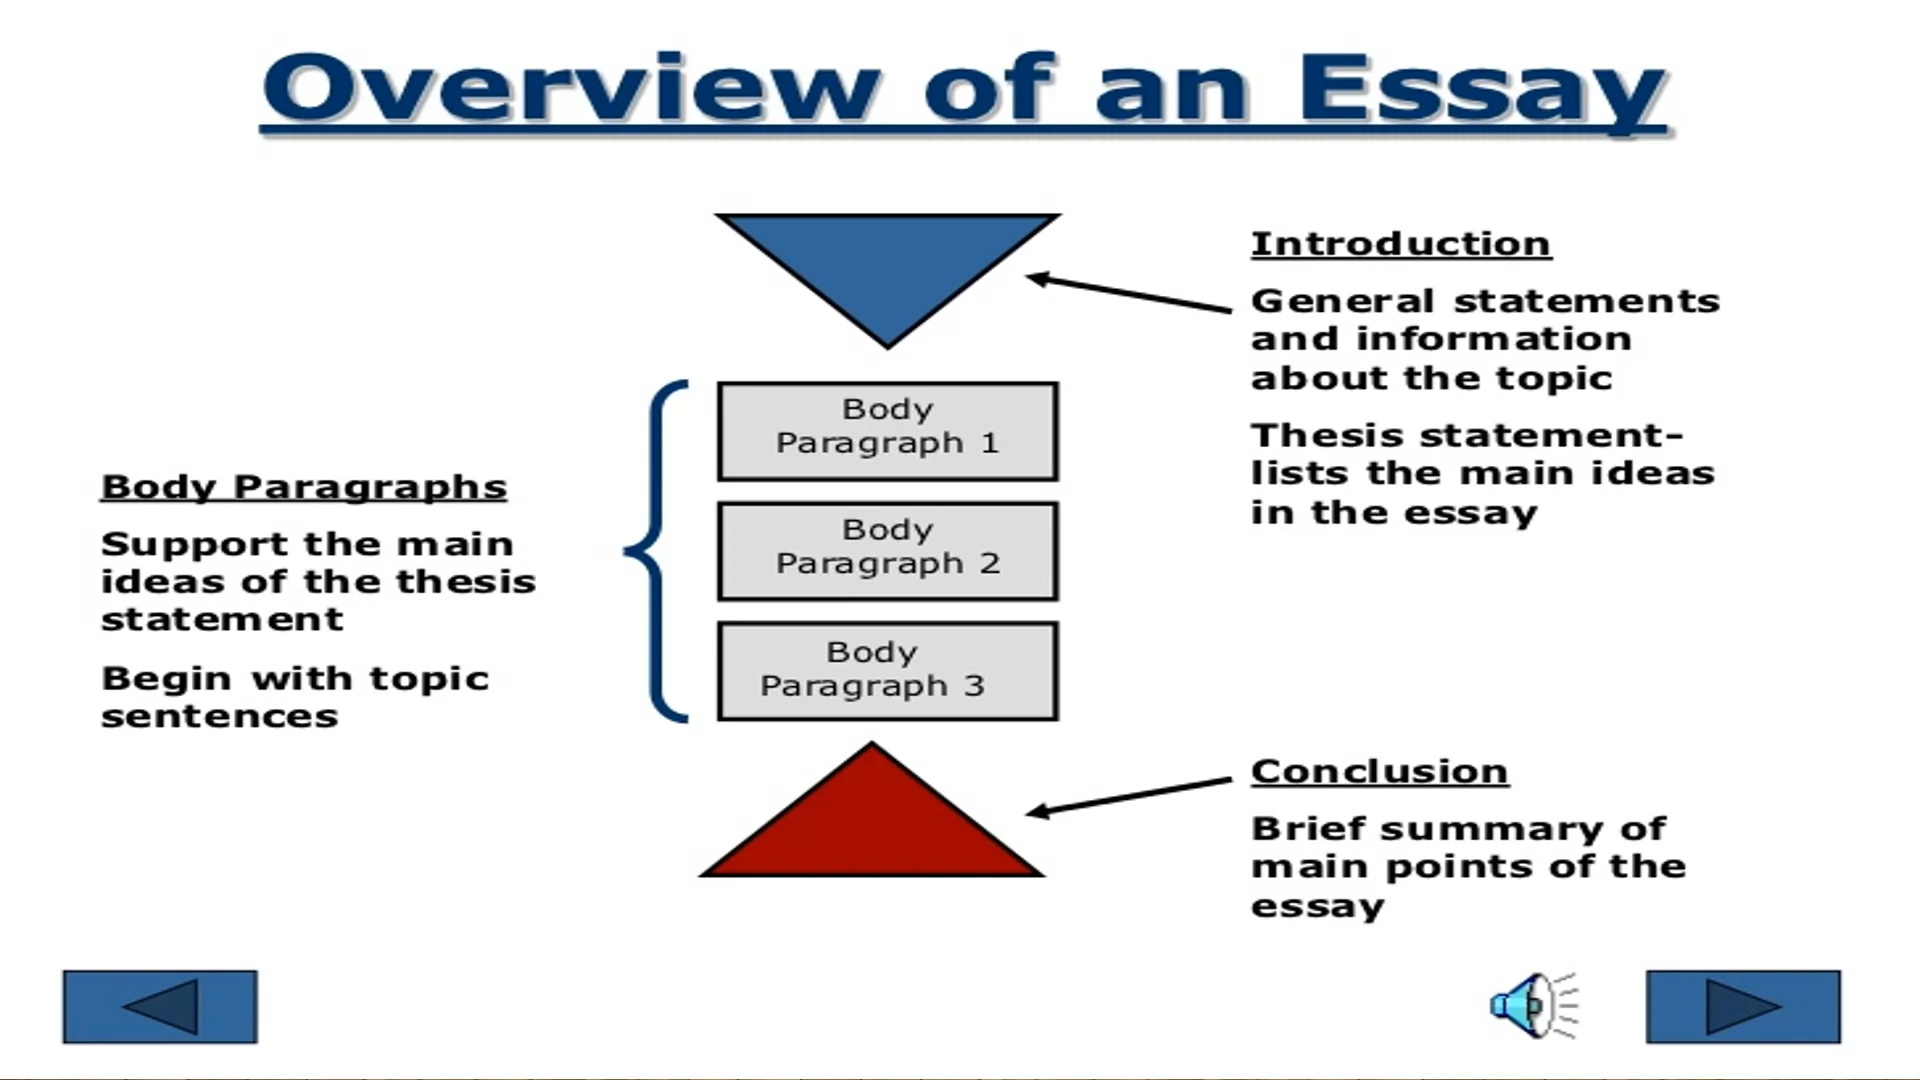 Overview of an Essay
Introduction
General statements
and information
about the topic
Thesis statement-
lists the main ideas
in the essay
Body
Paragraph 1
Body
Paragraph 2
Body
Paragraph 3
Body Paragraphs
Support the main
ideas of the thesis
statement
Begin with topic
sentences
Conclusion
Brief summary of
main points of the
essay